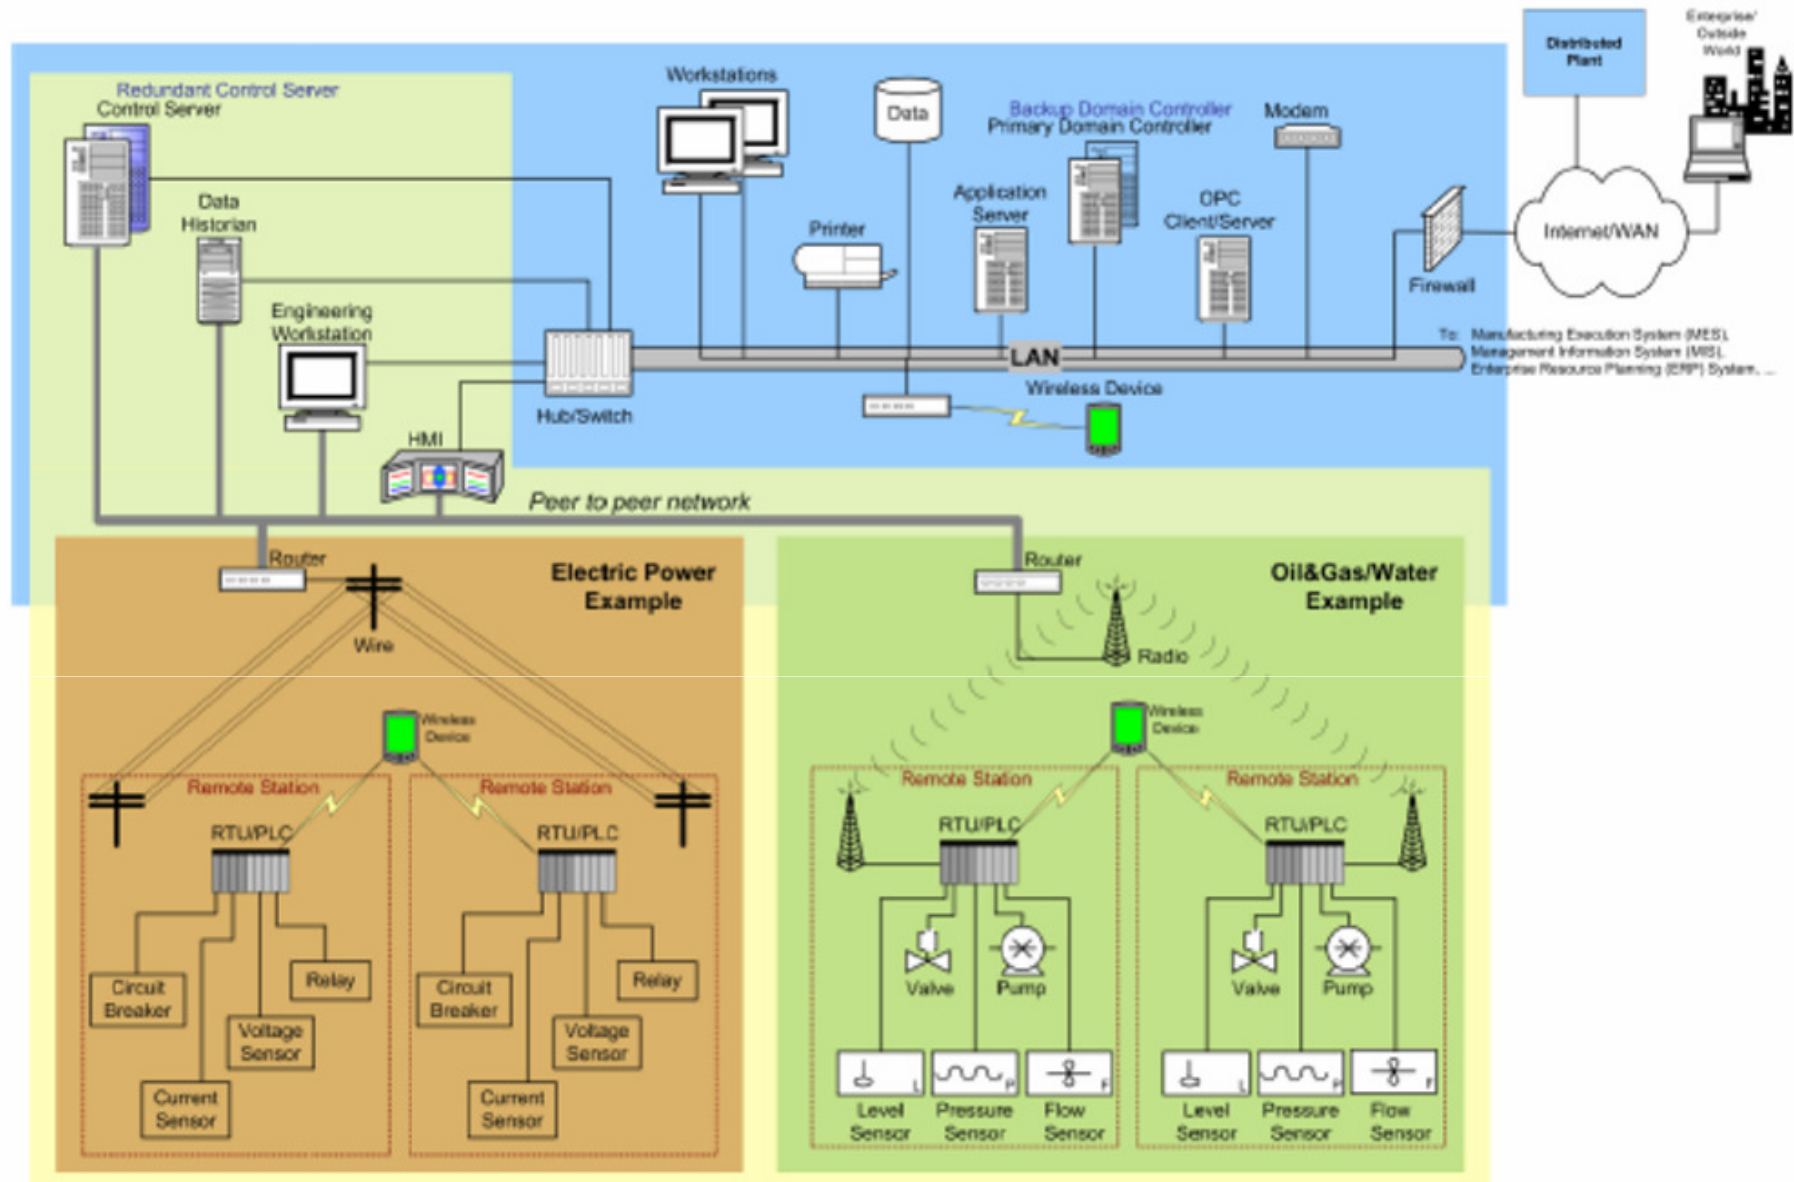 Redundant Control Server
Control Server
Data
Historian
Engineering
Workstation
HMI
Hub/Switch
Workstations
Data
Printer
Application
Server
Backup Domain Controller
Primary Domain Controller
OPC
Client/Server
Modem
Firewall
Distributed
Plant
Enterprise/
Outside
World
Internet/WAN
LAN
Wireless Device
To: Manufacturing Execution System (MES),
Management Information System (MIS),
Enterprise Resource Planning (ERP) System, ...
Peer to peer network
Router
Electric Power
Example
Wire
Wireless
Device
Remote Station
Remote Station
RTU/PLC
RTU/PLC
Circuit
Breaker
Relay
Voltage
Sensor
Current
Sensor
Circuit
Breaker
Relay
Voltage
Sensor
Current
Sensor
Router
Oil&Gas/Water
Example
Radio
Wireless
Device
Remote Station
Remote Station
RTU/PLC
RTU/PLC
Valve
Pump
Valve
Pump
L
P
F
L
P
F
Level
Sensor
Pressure
Sensor
Flow
Sensor
Level
Sensor
Pressure
Sensor
Flow
Sensor